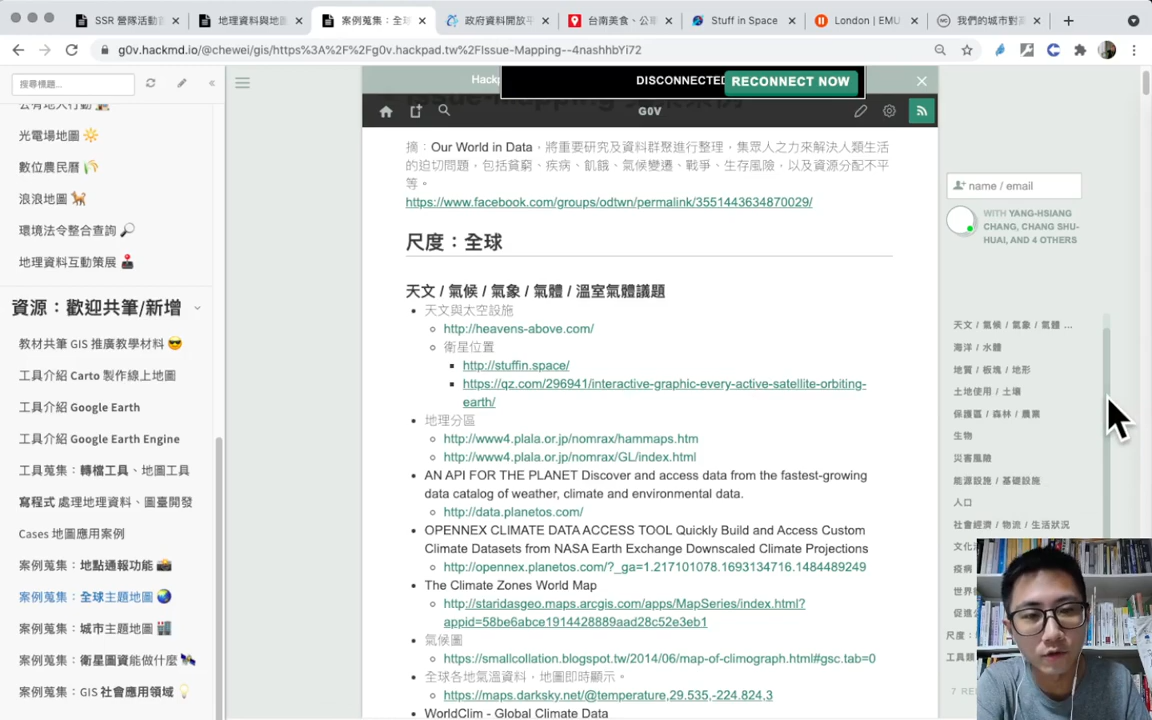 SSR 營隊活動
地理資料與地
案例蒐集：全
政府資料開放平
台南美食、公
Stuff in Space
London | EMU
我們的城市對
g0v.hackmd.io/@chewei/gis/https%3A%2F%2Fg0v.hackpad.tw%2FIssue-Mapping--4nashhbYi72
搜尋標題...
公有地大行動
光電場地圖
數位農民曆
浪浪地圖
環境法令整合查詢
地理資料互動策展
資源：歡迎共筆/新增
教材共筆 GIS 推廣教學材料
工具介紹 Carto 製作線上地圖
工具介紹 Google Earth
工具介紹 Google Earth Engine
工具蒐集：轉檔工具、地圖工具
寫程式 處理地理資料、圖臺開發
Cases 地圖應用案例
案例蒐集：地點通報功能
案例蒐集：全球主題地圖
案例蒐集：城市主題地圖
案例蒐集：衛星圖資能做什麼
案例蒐集：GIS 社會應用領域
Hack
DISCONNECTED
RECONNECT NOW
Issue-Mapping
G0V
摘：Our World in Data，將重要研究及資料群聚進行整理，集眾人之力來解決人類生活
的迫切問題，包括貧窮、疾病、飢餓、氣候變遷、戰爭、生存風險，以及資源分配不平
等。
https://www.facebook.com/groups/odtwn/permalink/3551443634870029/
尺度：全球
天文 / 氣候 / 氣象 / 氣體 / 溫室氣體議題
天文與太空設施
http://heavens-above.com/
衛星位置
http://stuffin.space/
https://qz.com/296941/interactive-graphic-every-active-satellite-orbiting-
earth/
地理分區
http://www4.plala.or.jp/nomrax/hammaps.htm
http://www4.plala.or.jp/nomrax/GL/index.html
AN API FOR THE PLANET Discover and access data from the fastest-growing
data catalog of weather, climate and environmental data.
http://data.planetos.com/
OPENNEX CLIMATE DATA ACCESS TOOL Quickly Build and Access Custom
Climate Datasets from NASA Earth Exchange Downscaled Climate Projections
http://opennex.planetos.com/?_ga=1.217101078.1693134716.1484489249
The Climate Zones World Map
http://staridasgeo.maps.arcgis.com/apps/MapSeries/index.html?
appid=58be6abce1914428889aad28c52e3eb1
氣候圖
https://smallcollation.blogspot.tw/2014/06/map-of-climograph.html#gsc.tab=0
全球各地氣溫資料，地圖即時顯示。
https://maps.darksky.net/@temperature,29.535,-224.824,3
WorldClim - Global Climate Data
name / email
WITH YANG-HSIANG
CHANG, CHANG SHU-
HUAI, AND 4 OTHERS
天文 / 氣候 / 氣象 / 氣體 ...
海洋 / 水體
地質 / 板塊 / 地形
土地使用 / 土壤
保護區 / 森林 / 農業
生物
災害風險
能源設施 / 基礎設施
人口
社會經濟 / 物流 / 生活狀況
文化
疫病
世界
促進
尺度：
工具類